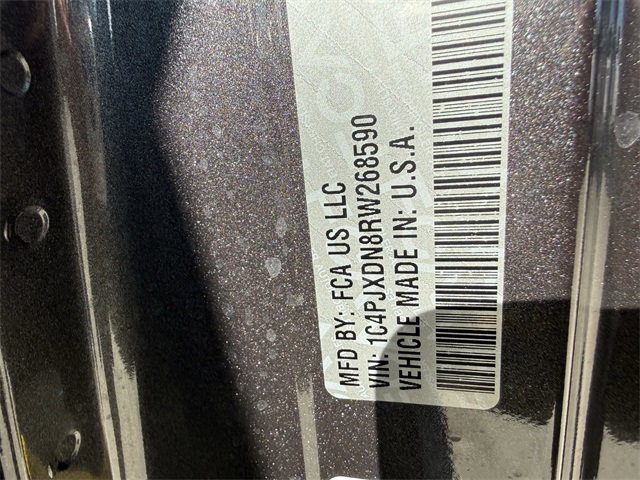 MFD BY: FCA US LLC
VIN: 1C4PJXDN8RW268590
VEHICLE MADE IN: U.S.A.